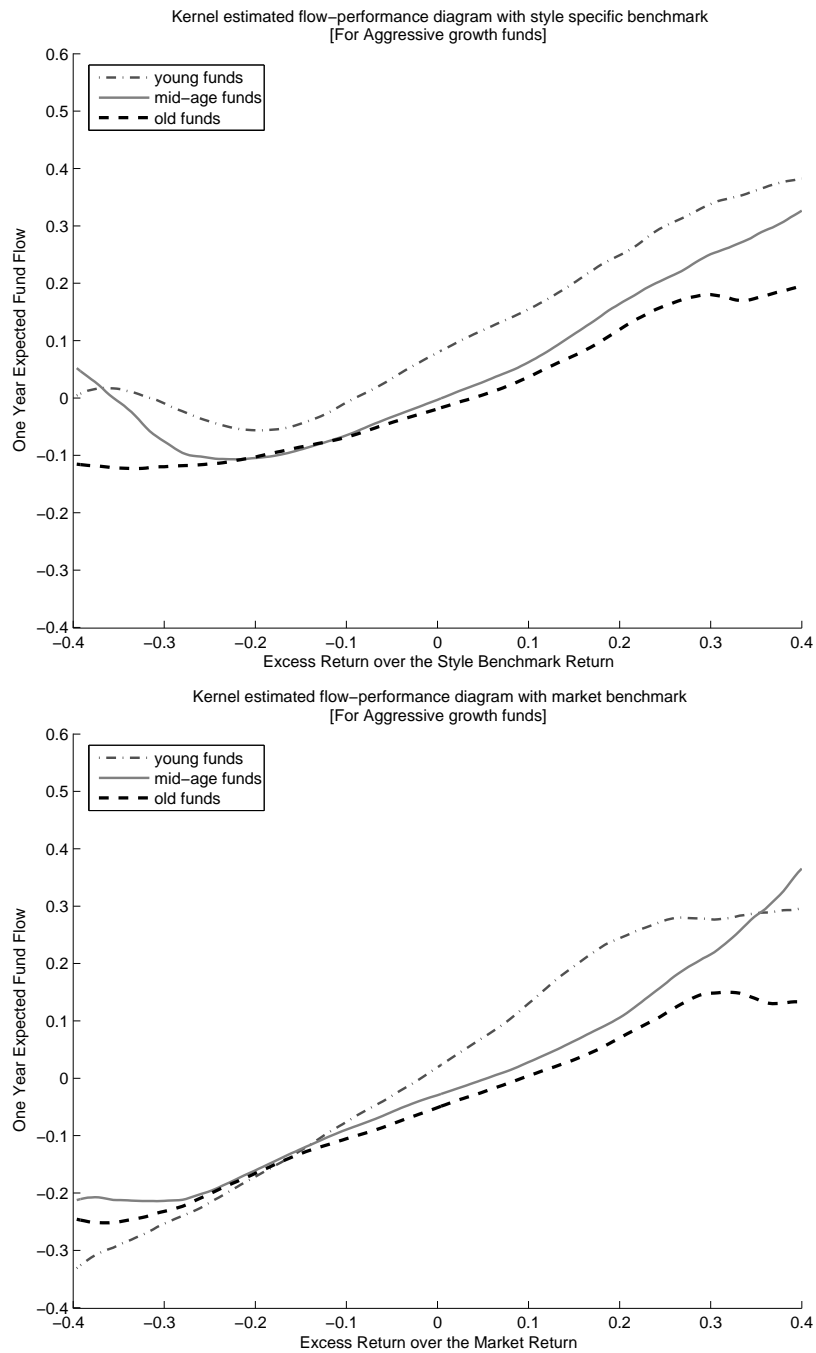 Kernel estimated flow−performance diagram with style specific benchmark
[For Aggressive growth funds]
0.6
0.5
0.4
0.3
0.2
0.1
0
−0.1
−0.2
−0.3
−0.4
One Year Expected Fund Flow
young funds
mid−age funds
old funds
−0.4 −0.3 −0.2 −0.1 0 0.1 0.2 0.3 0.4
Excess Return over the Style Benchmark Return
Kernel estimated flow−performance diagram with market benchmark
[For Aggressive growth funds]
0.6
0.5
0.4
0.3
0.2
0.1
0
−0.1
−0.2
−0.3
−0.4
One Year Expected Fund Flow
young funds
mid−age funds
old funds
−0.4 −0.3 −0.2 −0.1 0 0.1 0.2 0.3 0.4
Excess Return over the Market Return